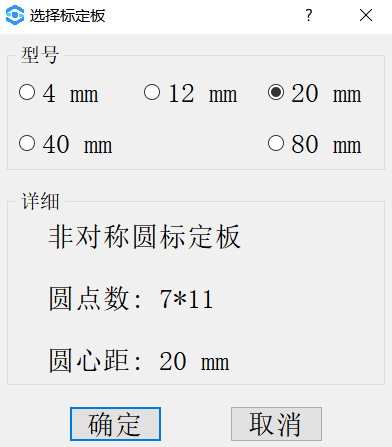 选择标定板
型号
4 mm 12 mm 20 mm
40 mm 80 mm
详细
非对称圆标定板
圆点数: 7*11
圆心距: 20 mm
确定 取消